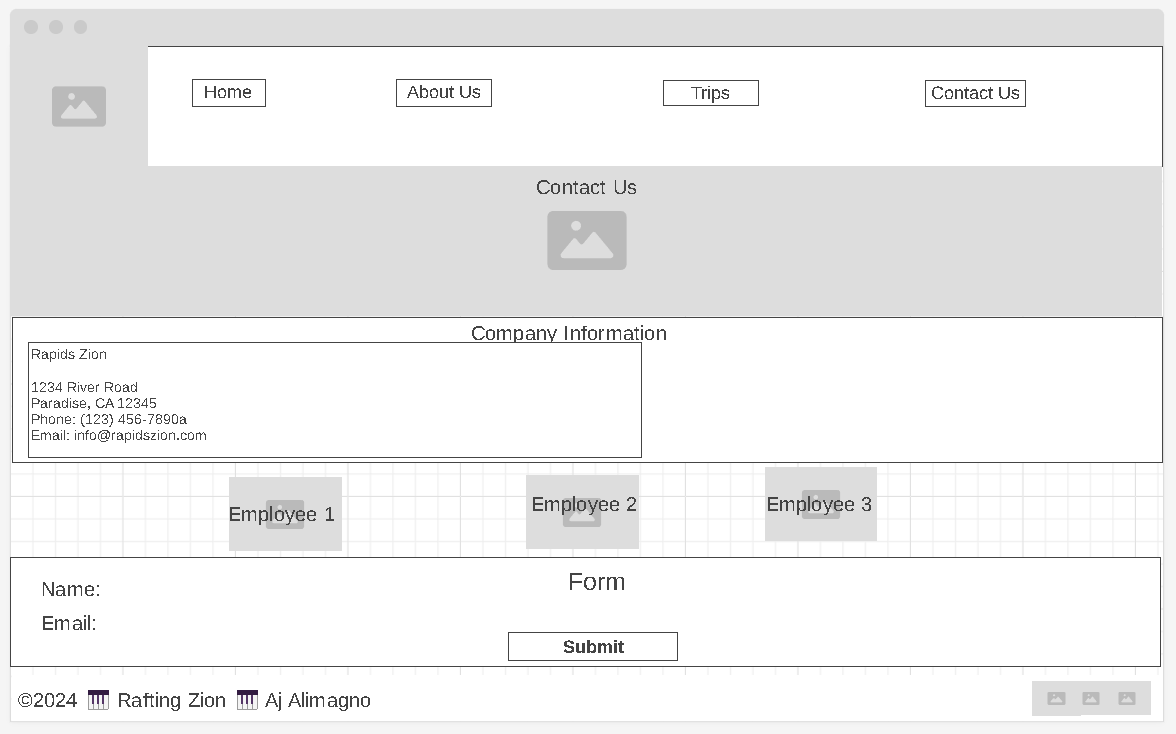 Home
About Us
Trips
Contact Us
Contact Us
Company Information
Rapids Zion
1234 River Road
Paradise, CA 12345
Phone: (123) 456-7890a
Email: info@rapidszion.com
Employee 1
Employee 2
Employee 3
Form
Name:
Email:
Submit
©2024 🎹 Rafting Zion 🎹 Aj Alimagno